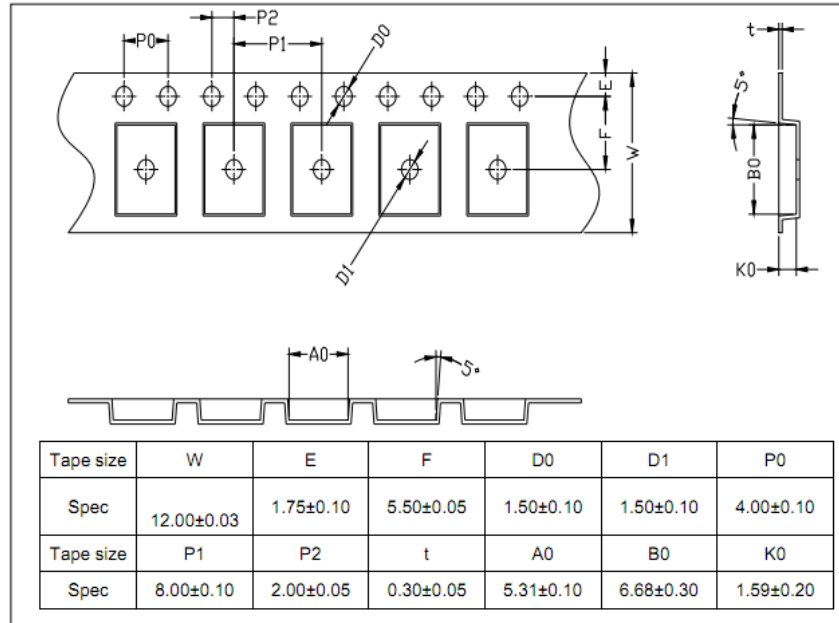 P2
P0
P1
D0
t
E
5°
F
W
B0
D1
K0
A0
5°
Tape size W E F D0 D1 P0
Spec 12.00±0.03 1.75±0.10 5.50±0.05 1.50±0.10 1.50±0.10 4.00±0.10
Tape size P1 P2 t A0 B0 K0
Spec 8.00±0.10 2.00±0.05 0.30±0.05 5.31±0.10 6.68±0.30 1.59±0.20